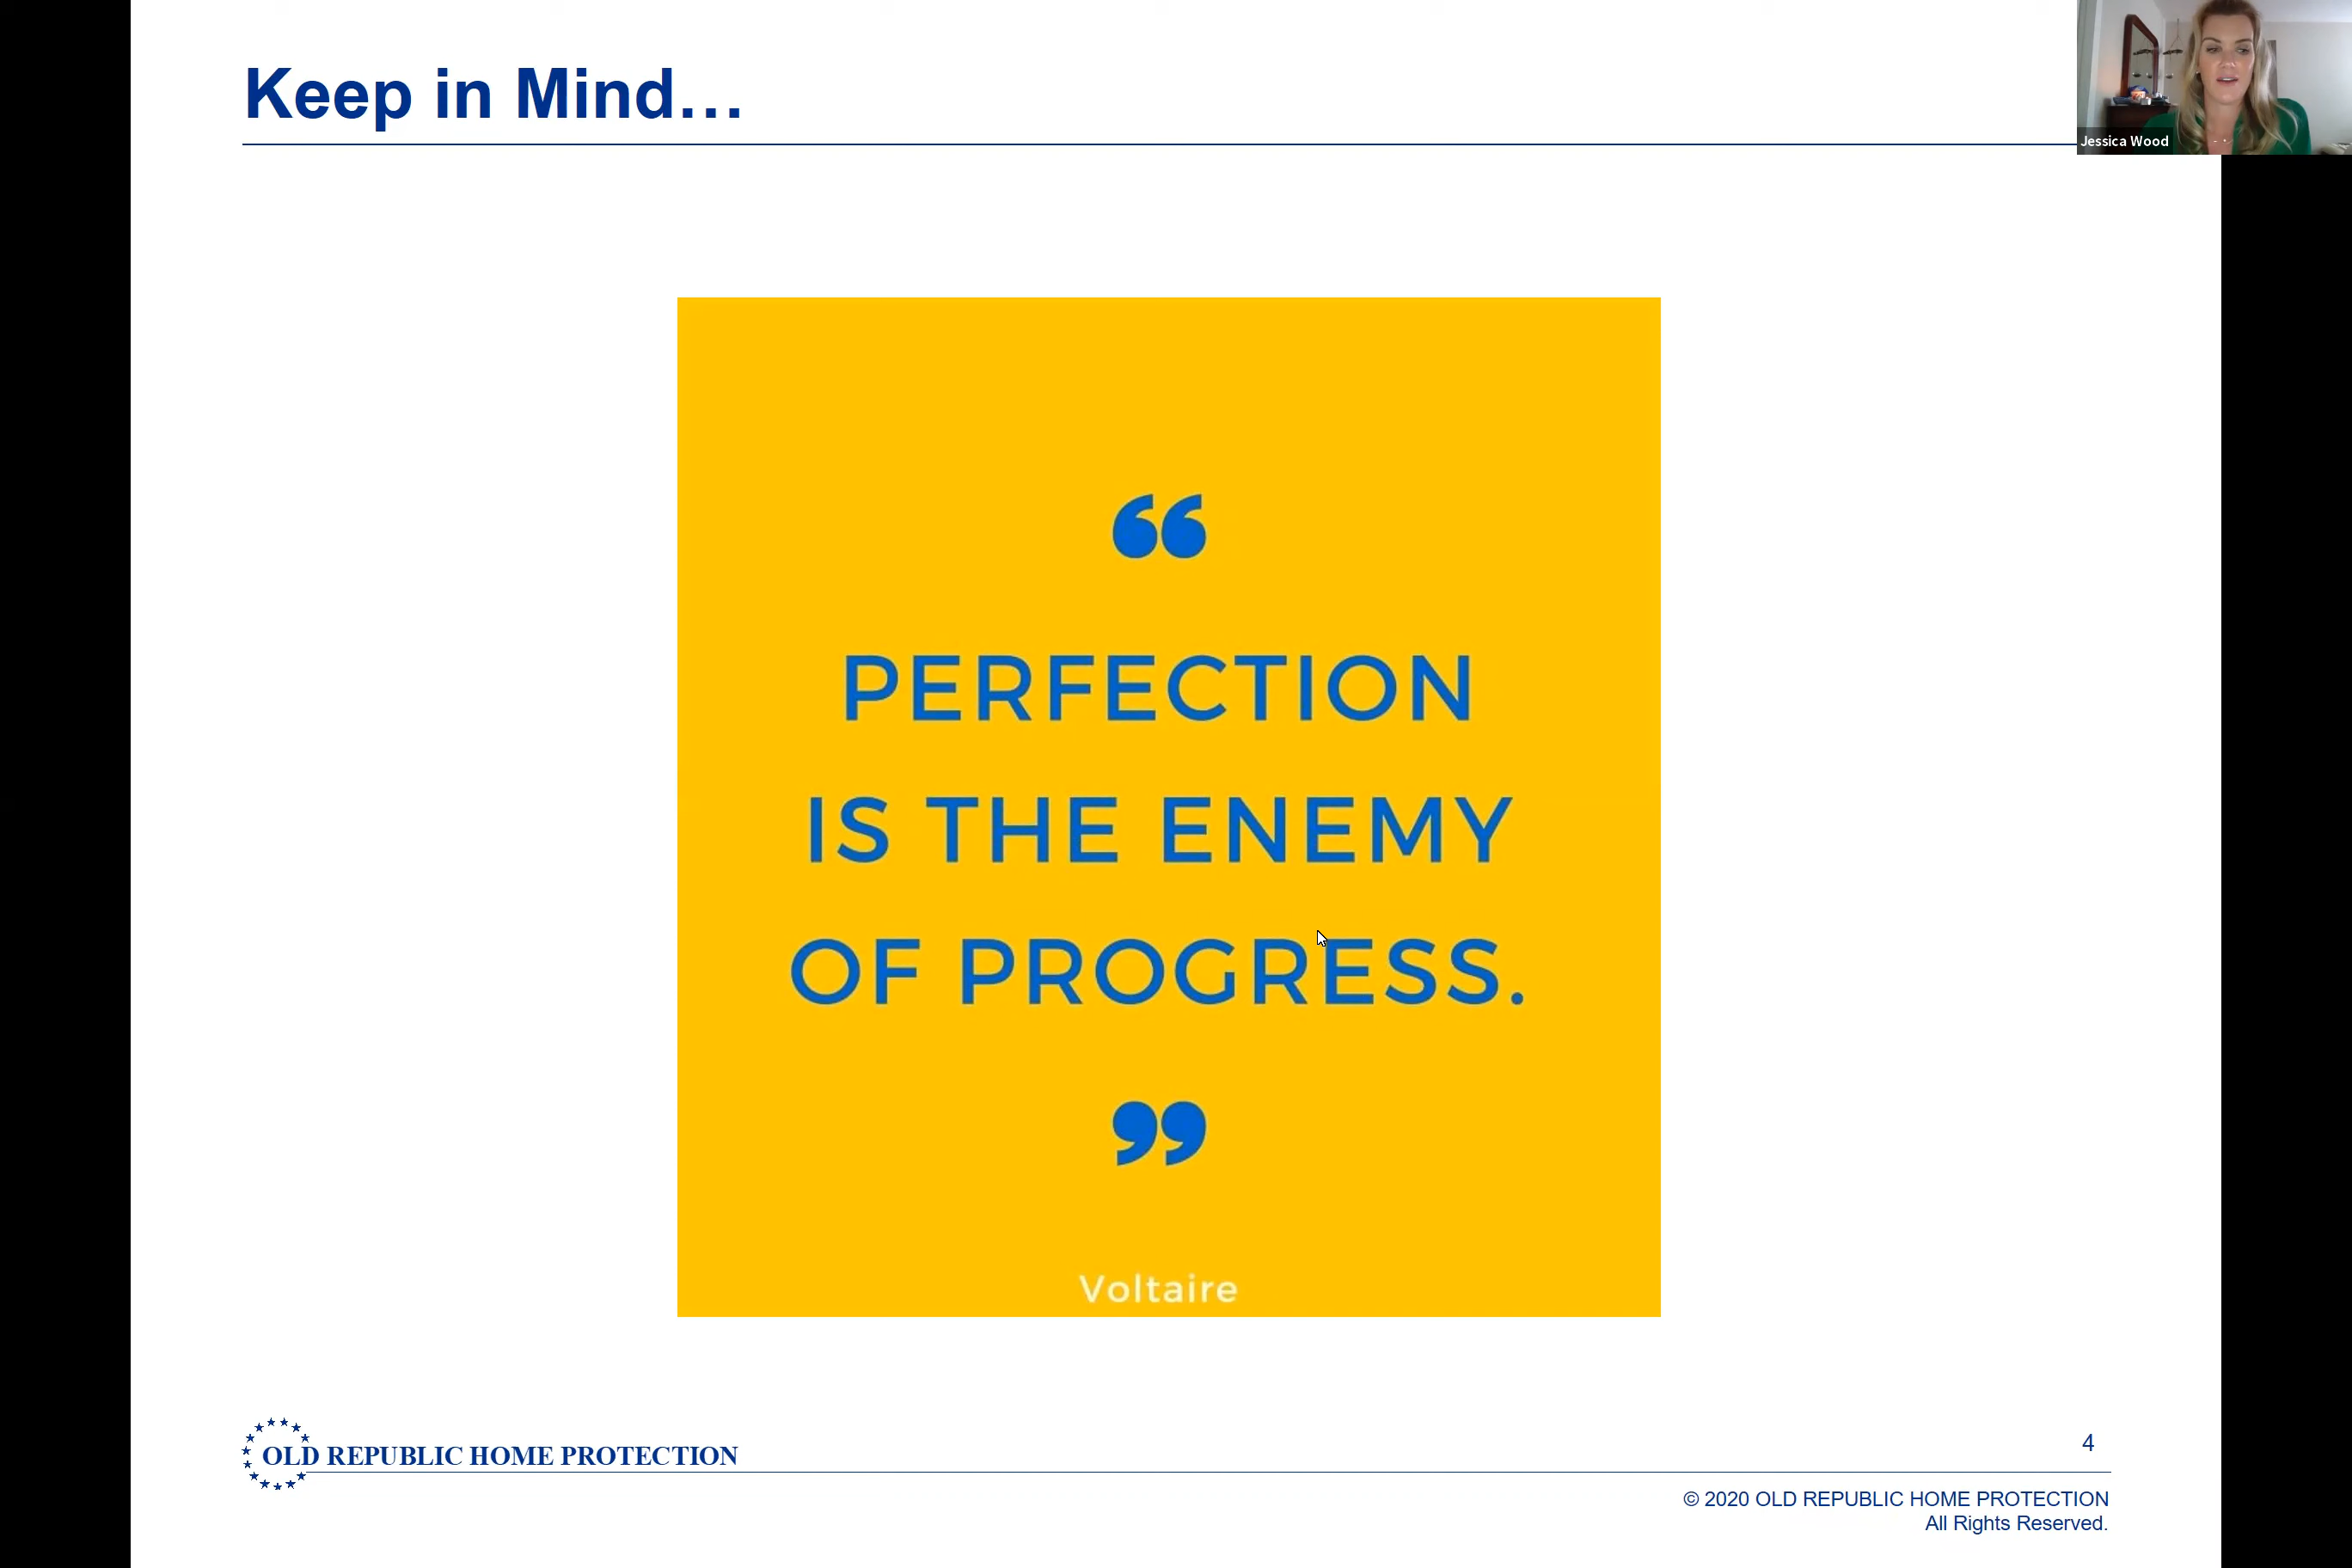 Keep in Mind…
Jessica Wood
“
PERFECTION
IS THE ENEMY
OF PROGRESS.
”
Voltaire
OLD REPUBLIC HOME PROTECTION
4
© 2020 OLD REPUBLIC HOME PROTECTION
All Rights Reserved.